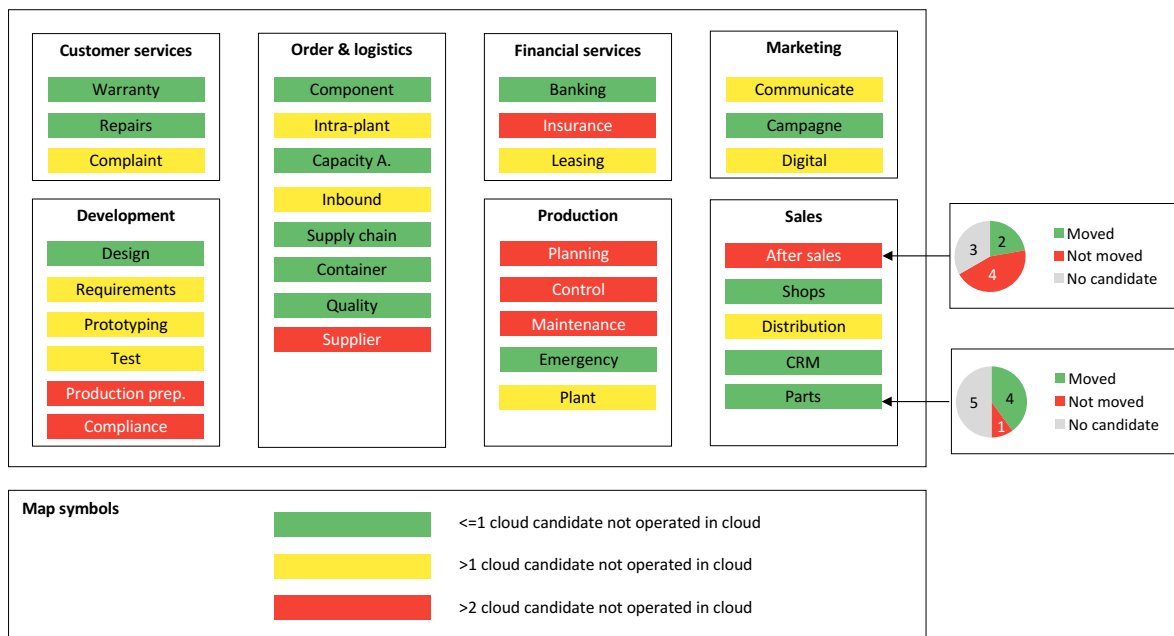 Customer services
Warranty
Repairs
Complaint
Order & logistics
Component
Intra-plant
Capacity A.
Inbound
Supply chain
Container
Quality
Supplier
Financial services
Banking
Insurance
Leasing
Marketing
Communicate
Campagne
Digital
Development
Design
Requirements
Prototyping
Test
Production prep.
Compliance
Production
Planning
Control
Maintenance
Emergency
Plant
Sales
After sales
Shops
Distribution
CRM
Parts
3
2
4
Moved
Not moved
No candidate
5
4
1
Moved
Not moved
No candidate
Map symbols
<=1 cloud candidate not operated in cloud
>1 cloud candidate not operated in cloud
>2 cloud candidate not operated in cloud